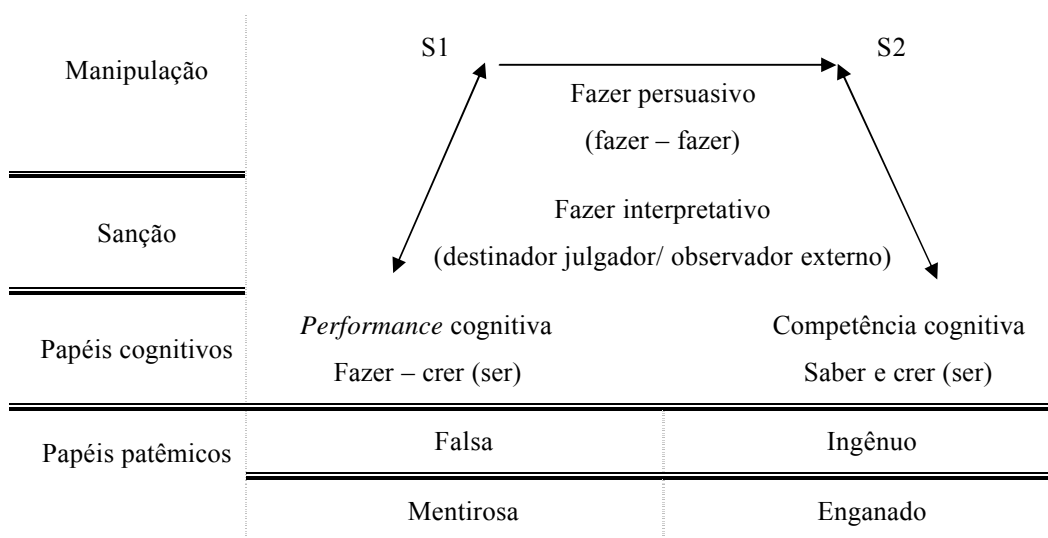 S1 S2
Manipulação
Fazer persuasivo
(fazer – fazer)
Fazer interpretativo
Sanção
(destinador julgador/ observador externo)
Performance cognitiva Competência cognitiva
Papéis cognitivos
Fazer – crer (ser) Saber e crer (ser)
Papéis patêmicos Falsa Ingênuo
Mentirosa Enganado